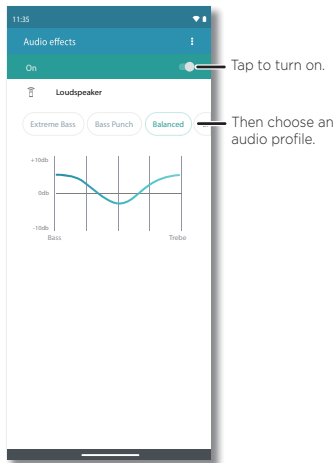 11:35
Audio effects
On
Tap to turn on.
Loudspeaker
Extreme Bass Bass Punch Balanced
Then choose an
audio profile.
+10db
0db
-10db
Bass Trebe